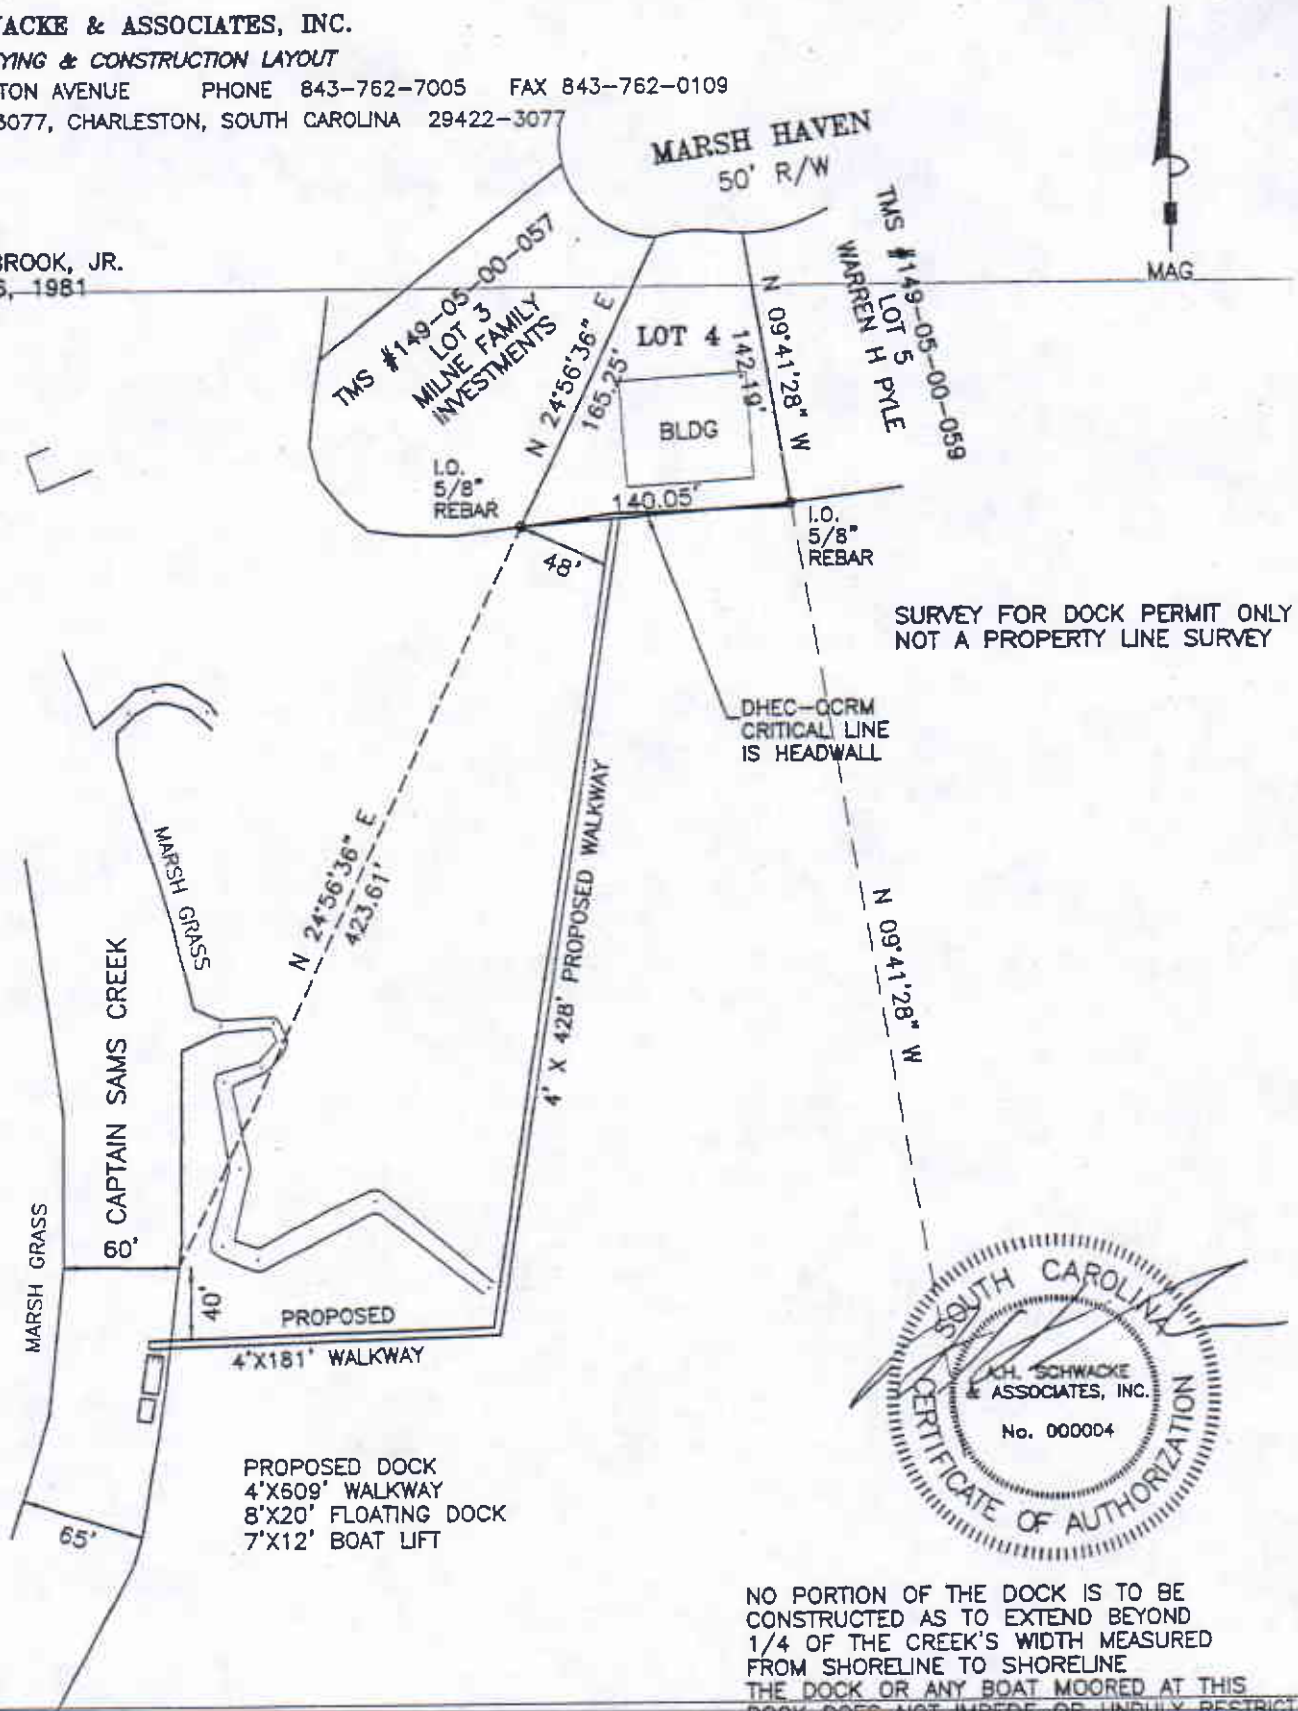 WACKE & ASSOCIATES, INC.
YING & CONSTRUCTION LAYOUT
TON AVENUE PHONE 843-762-7005 FAX 843-762-0109
3077, CHARLESTON, SOUTH CAROLINA 29422-3077
BROOK, JR.
, 1981
MARSH HAVEN
50' R/W
MAG
TMS #149-05-00-057
LOT 3
MILNE FAMILY
INVESTMENTS
N 24°56'36" E
165.25'
LOT 4
142.19'
N 09°41'28" W
TMS #149-05-00-059
LOT 5
WARREN H PYLE
BLDG
I.O.
5/8"
REBAR
140.05'
I.O.
5/8"
REBAR
48'
SURVEY FOR DOCK PERMIT ONLY
NOT A PROPERTY LINE SURVEY
DHEC-OCRM
CRITICAL LINE
IS HEADWALL
MARSH GRASS
N 24°56'36" E
423.61'
4' X 428' PROPOSED WALKWAY
N 09°41'28" W
CAPTAIN SAMS CREEK
MARSH GRASS
60'
40'
PROPOSED
4'X181' WALKWAY
SOUTH CAROLINA
A.H. SCHWACKE
& ASSOCIATES, INC.
No. 000004
CERTIFICATE OF AUTHORIZATION
PROPOSED DOCK
4'X609' WALKWAY
8'X20' FLOATING DOCK
7'X12' BOAT LIFT
65'
NO PORTION OF THE DOCK IS TO BE
CONSTRUCTED AS TO EXTEND BEYOND
1/4 OF THE CREEK'S WIDTH MEASURED
FROM SHORELINE TO SHORELINE
THE DOCK OR ANY BOAT MOORED AT THIS
DOCK DOES NOT IMPEDE OR UNDULY RESTRICT